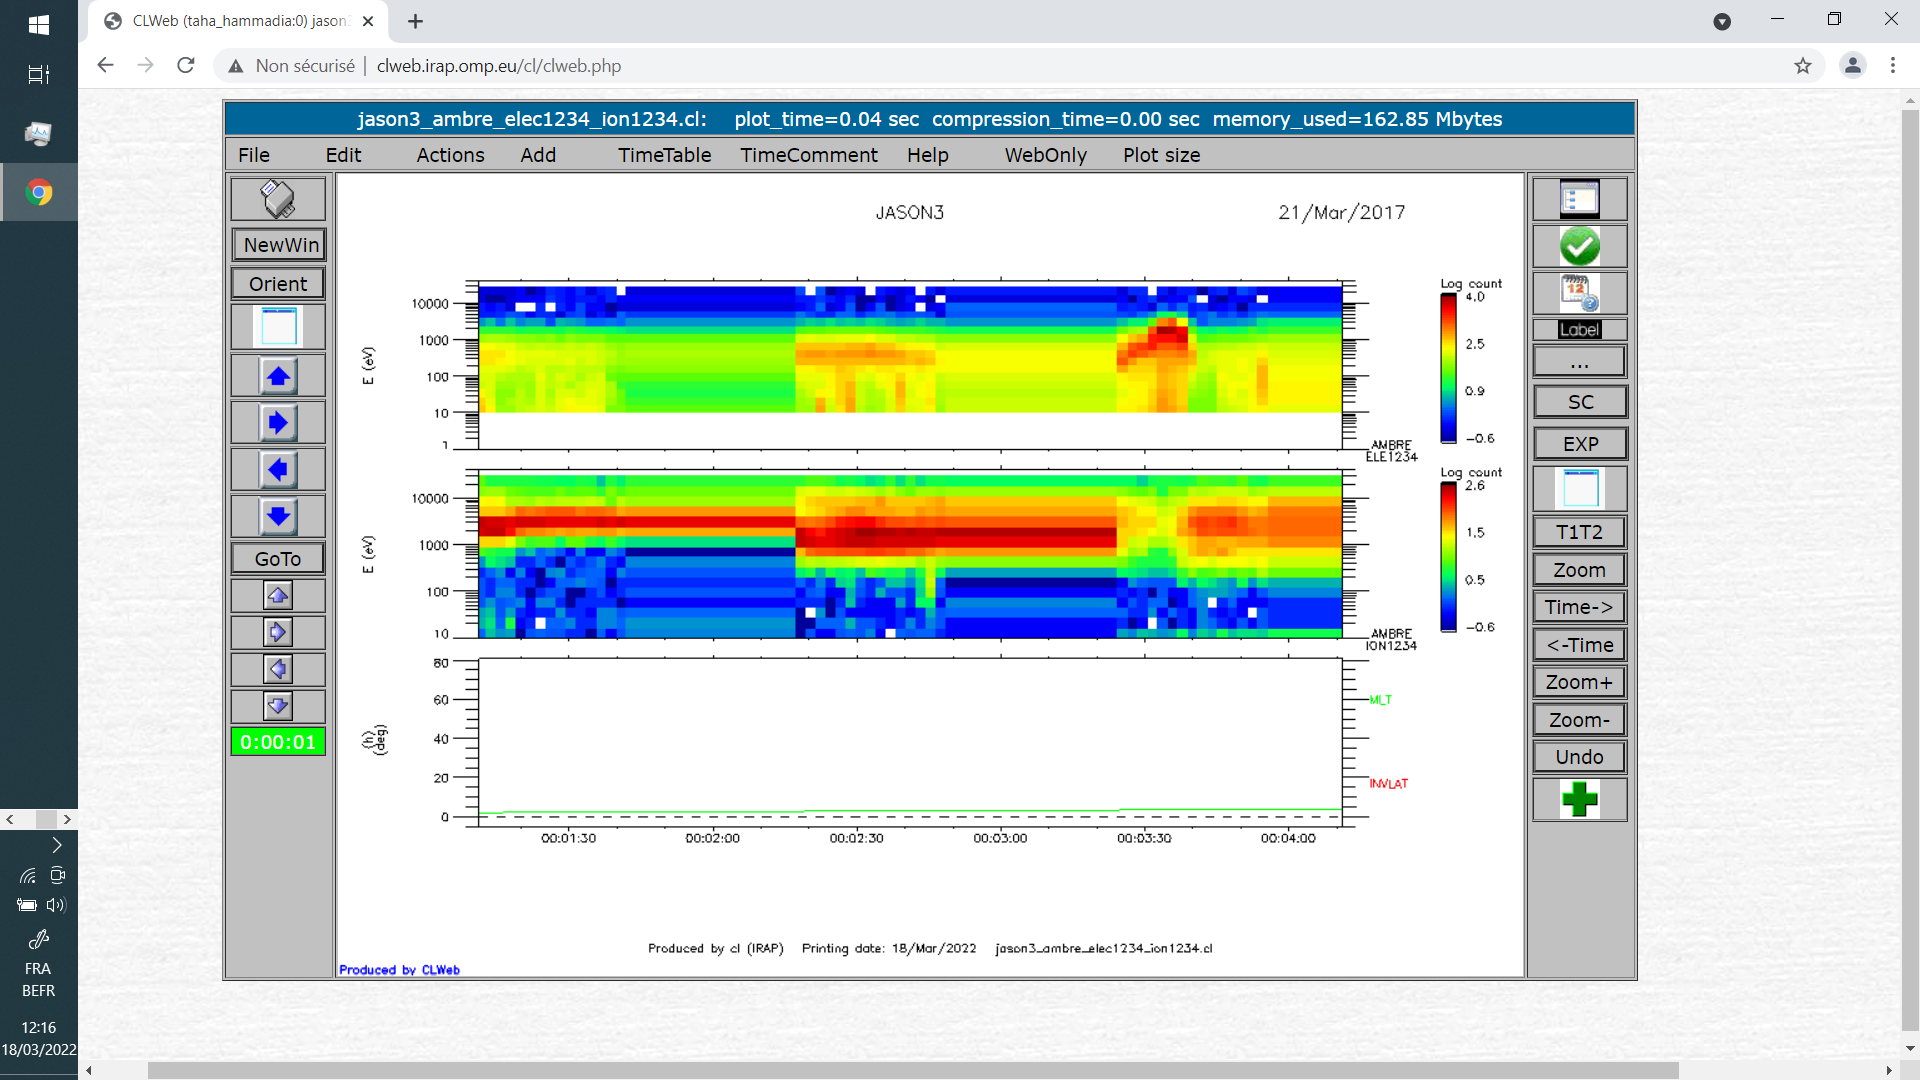 CLWeb (taha_hammadia:0) jason3
Non sécurisé | clweb.irap.omp.eu/cl/clweb.php
jason3_ambre_elec1234_ion1234.cl: plot_time=0.04 sec compression_time=0.00 sec memory_used=162.85 Mbytes
File Edit Actions Add TimeTable TimeComment Help WebOnly Plot size
NewWin
Orient
GoTo
0:00:01
JASON3 21/Mar/2017
Log count
4.0
2.5
0.9
-0.6
E (eV)
10000
1000
100
10
1
AMBRE
ELE1234
Log count
2.6
1.5
0.5
-0.6
E (eV)
10000
1000
100
10
AMBRE
ION1234
80
60
40
20
0
(h)
(deg)
MLT
INVLAT
00:01:30 00:02:00 00:02:30 00:03:00 00:03:30 00:04:00
Produced by cl (IRAP) Printing date: 18/Mar/2022 jason3_ambre_elec1234_ion1234.cl
Produced by CLWeb
12
Label
...
SC
EXP
T1T2
Zoom
Time->
<-Time
Zoom+
Zoom-
Undo
FRA
BEFR
12:16
18/03/2022